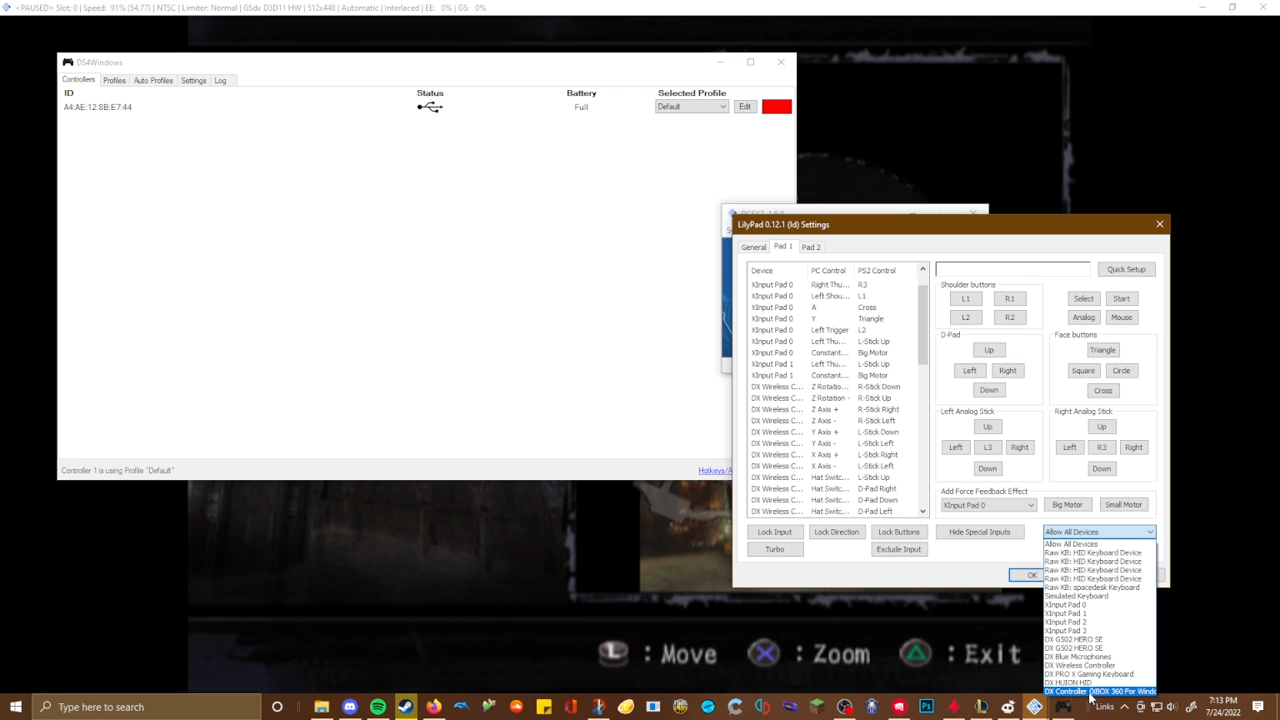 <PAUSED> Slot: 0 | Speed: 91% (54.77) | NTSC | Limiter: Normal | GSdx D3D11 HW | 512x448 | Automatic | Interlaced | EE: 0% | GS: 0%
DS4Windows
Controllers Profiles Auto Profiles Settings Log
ID Status Battery Selected Profile
A4:AE:12:8B:E7:44 Full Default Edit
Controller 1 is using Profile "Default" Hotkeys/A
LilyPad 0.12.1 (ld) Settings
General Pad 1 Pad 2
Device PC Control PS2 Control Quick Setup
XInput Pad 0 Right Thu... R3
XInput Pad 0 Left Shou... L1
XInput Pad 0 A Cross
XInput Pad 0 Y Triangle
XInput Pad 0 Left Trigger L2
XInput Pad 0 Left Thu... L-Stick Up
XInput Pad 0 Constant... Big Motor
XInput Pad 1 Left Thu... L-Stick Up
XInput Pad 1 Constant... Big Motor
DX Wireless C... Z Rotatio... R-Stick Down
DX Wireless C... Z Rotation - R-Stick Up
DX Wireless C... Z Axis + R-Stick Right
DX Wireless C... Z Axis - R-Stick Left
DX Wireless C... Y Axis + L-Stick Down
DX Wireless C... Y Axis - L-Stick Left
DX Wireless C... X Axis + L-Stick Right
DX Wireless C... X Axis - L-Stick Left
DX Wireless C... Hat Switc... L-Stick Up
DX Wireless C... Hat Switc... D-Pad Right
DX Wireless C... Hat Switc... D-Pad Down
DX Wireless C... Hat Switc... D-Pad Left
Shoulder buttons
L1 R1 Select Start
L2 R2 Analog Mouse
D-Pad Face buttons
Up Triangle
Left Right Square Circle
Down Cross
Left Analog Stick Right Analog Stick
Up Up
Left L3 Right Left R3 Right
Down Down
Add Force Feedback Effect
XInput Pad 0 Big Motor Small Motor
Lock Input Lock Direction Lock Buttons Hide Special Inputs Allow All Devices
Turbo Exclude Input
OK
Allow All Devices
Raw KB: HID Keyboard Device
Raw KB: HID Keyboard Device
Raw KB: HID Keyboard Device
Raw KB: HID Keyboard Device
Raw KB: spacedesk Keyboard
Simulated Keyboard
XInput Pad 0
XInput Pad 1
XInput Pad 2
XInput Pad 3
DX G502 HERO SE
DX G502 HERO SE
DX Blue Microphones
DX Wireless Controller
DX PRO X Gaming Keyboard
DX HUION HID
DX Controller (XBOX 360 For Windo
L Move X Zoom : Exit
Type here to search Links 7:13 PM
7/24/2022